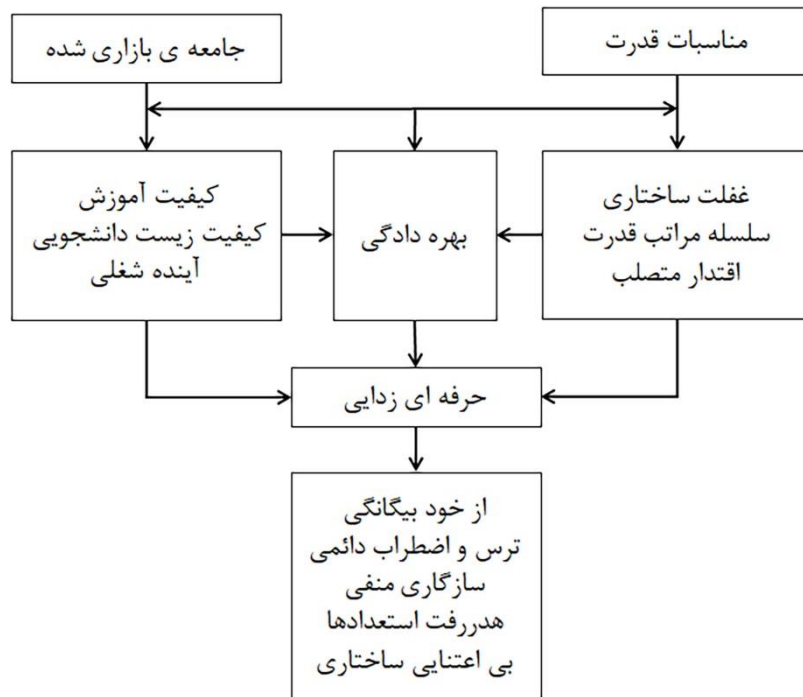 مناسبات قدرت
جامعه ی بازاری شده
غفلت ساختاری
سلسله مراتب قدرت
اقتدار متصلب
بهره دادگی
کیفیت آموزش
کیفیت زیست دانشجویی
آینده شغلی
حرفه ای زدایی
از خود بیگانگی
ترس و اضطراب دائمی
سازگاری منفی
هدررفت استعدادها
بی اعتنایی ساختاری